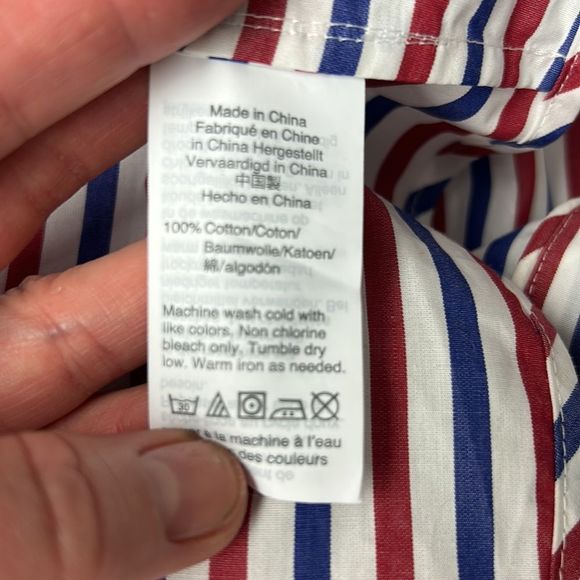 Made in China
Fabriqué en Chine
in China Hergestellt
Vervaardigd in China
中国製
Hecho en China
100% Cotton/Coton/
Baumwolle/Katoen/
綿/algodón
Machine wash cold with
like colors. Non chlorine
bleach only. Tumble dry
low. Warm iron as needed.
30
à la machine à l'eau
des couleurs